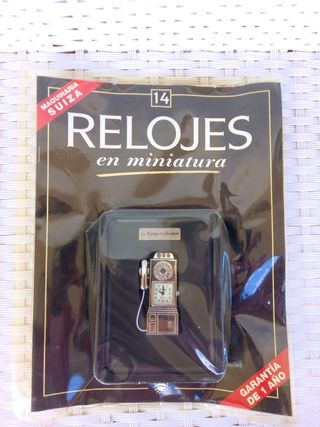 MAQUINARIA
SUIZA
14
RELOJES
en miniatura
Le Temps Collection
GARANTÍA
DE 1 AÑO